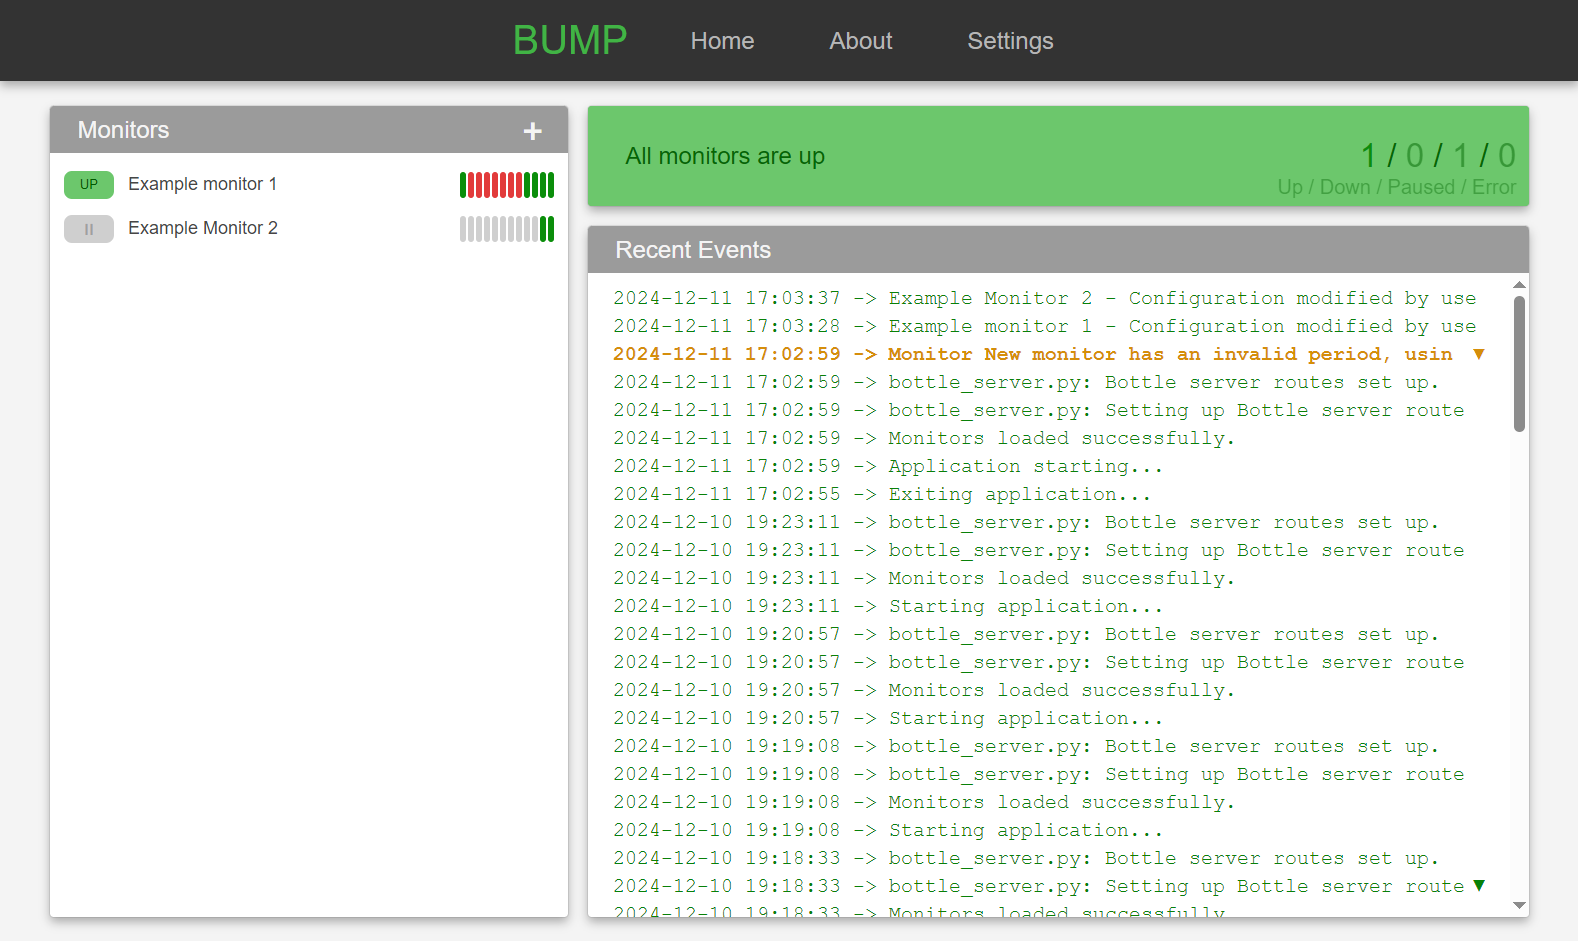 BUMP Home About Settings
Monitors +
UP Example monitor 1
Example Monitor 2
All monitors are up
1 / 0 / 1 / 0
Up / Down / Paused / Error
Recent Events
2024-12-11 17:03:37 -> Example Monitor 2 - Configuration modified by use
2024-12-11 17:03:28 -> Example monitor 1 - Configuration modified by use
2024-12-11 17:02:59 -> Monitor New monitor has an invalid period, usin ▼
2024-12-11 17:02:59 -> bottle_server.py: Bottle server routes set up.
2024-12-11 17:02:59 -> bottle_server.py: Setting up Bottle server route
2024-12-11 17:02:59 -> Monitors loaded successfully.
2024-12-11 17:02:59 -> Application starting...
2024-12-11 17:02:55 -> Exiting application...
2024-12-10 19:23:11 -> bottle_server.py: Bottle server routes set up.
2024-12-10 19:23:11 -> bottle_server.py: Setting up Bottle server route
2024-12-10 19:23:11 -> Monitors loaded successfully.
2024-12-10 19:23:11 -> Starting application...
2024-12-10 19:20:57 -> bottle_server.py: Bottle server routes set up.
2024-12-10 19:20:57 -> bottle_server.py: Setting up Bottle server route
2024-12-10 19:20:57 -> Monitors loaded successfully.
2024-12-10 19:20:57 -> Starting application...
2024-12-10 19:19:08 -> bottle_server.py: Bottle server routes set up.
2024-12-10 19:19:08 -> bottle_server.py: Setting up Bottle server route
2024-12-10 19:19:08 -> Monitors loaded successfully.
2024-12-10 19:19:08 -> Starting application...
2024-12-10 19:18:33 -> bottle_server.py: Bottle server routes set up.
2024-12-10 19:18:33 -> bottle_server.py: Setting up Bottle server route ▼
2024-12-10 19:18:33 -> Monitors loaded successfully